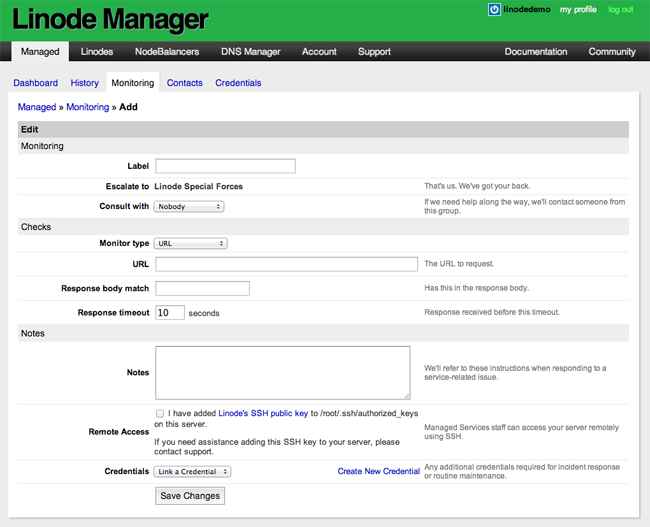 Linode Manager
linodedemo my profile log out
Managed Linodes NodeBalancers DNS Manager Account Support Documentation Community
Dashboard History Monitoring Contacts Credentials
Managed » Monitoring » Add
Edit
Monitoring
Label
Escalate to Linode Special Forces That's us. We've got your back.
Consult with Nobody If we need help along the way, we'll contact someone from
this group.
Checks
Monitor type URL
URL The URL to request.
Response body match Has this in the response body.
Response timeout 10 seconds Response received before this timeout.
Notes
Notes We'll refer to these instructions when responding to a
service-related issue.
Remote Access I have added Linode's SSH public key to /root/.ssh/authorized_keys
on this server.
If you need assistance adding this SSH key to your server, please
contact support.
Managed Services staff can access your server remotely
using SSH.
Credentials Link a Credential Create New Credential Any additional credentials required for incident response
or routine maintenance.
Save Changes